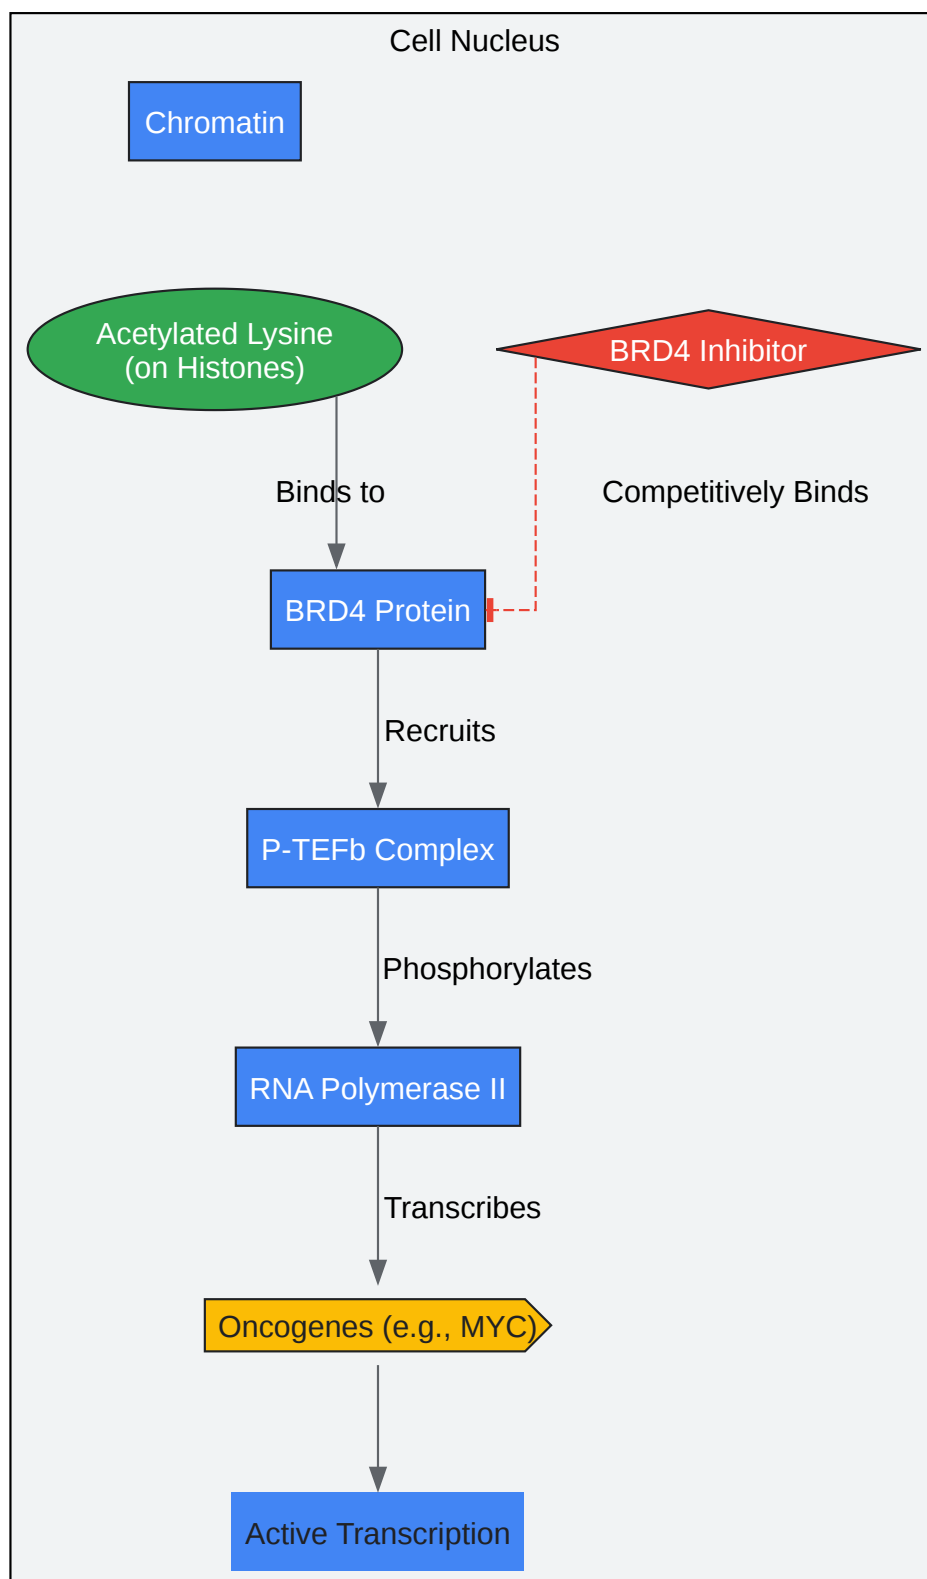 Cell Nucleus
Chromatin
Acetylated Lysine
(on Histones)
BRD4 Inhibitor
Binds to
Competitively Binds
BRD4 Protein
Recruits
P-TEFb Complex
Phosphorylates
RNA Polymerase II
Transcribes
Oncogenes (e.g., MYC)
Active Transcription